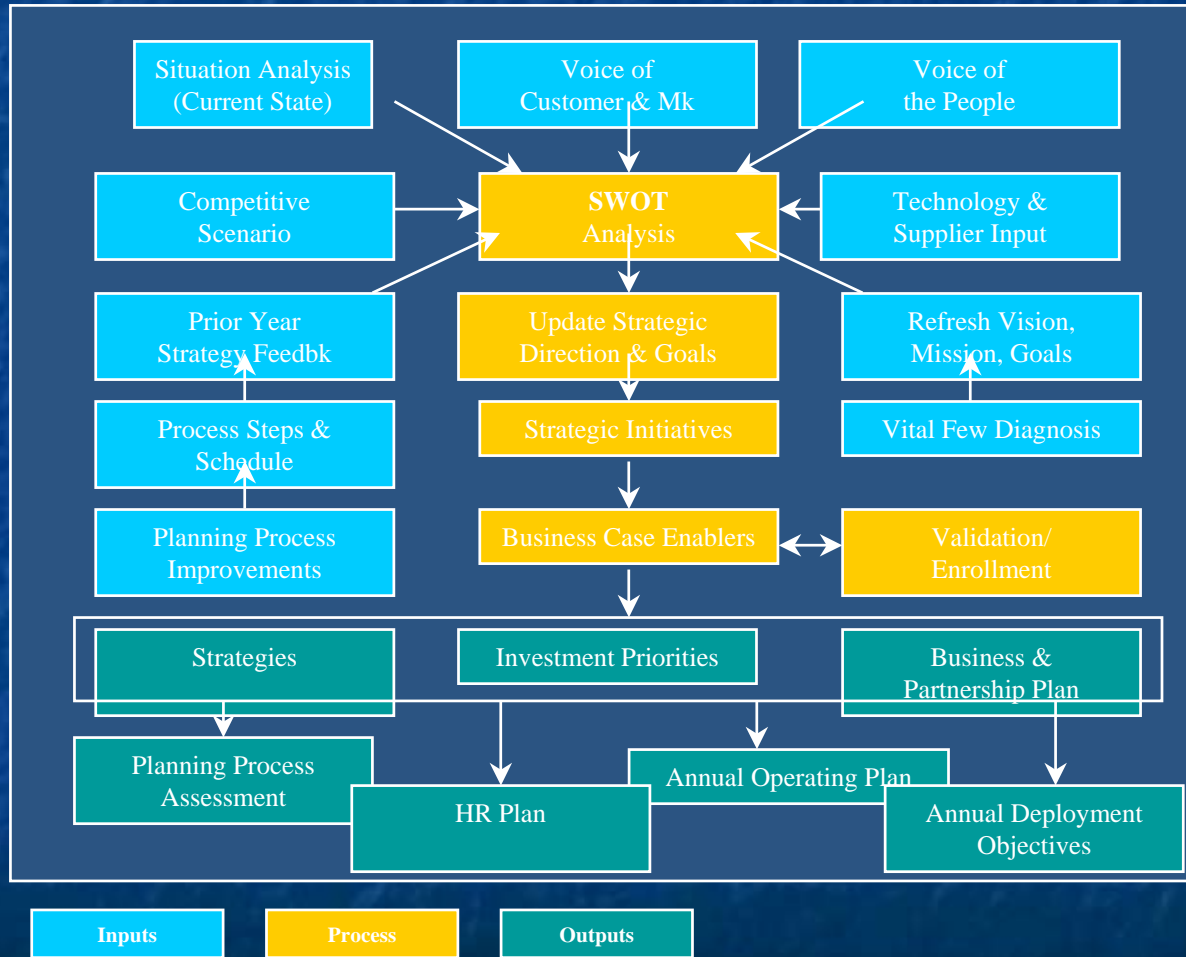 Situation Analysis
(Current State)
Voice of
Customer & Mk
Voice of
the People
Competitive
Scenario
SWOT
Analysis
Technology &
Supplier Input
Prior Year
Strategy Feedbk
Update Strategic
Direction & Goals
Refresh Vision,
Mission, Goals
Process Steps &
Schedule
Strategic Initiatives
Vital Few Diagnosis
Planning Process
Improvements
Business Case Enablers
Validation/
Enrollment
Strategies
Investment Priorities
Business &
Partnership Plan
Planning Process
Assessment
HR Plan
Annual Operating Plan
Annual Deployment
Objectives
Inputs
Process
Outputs